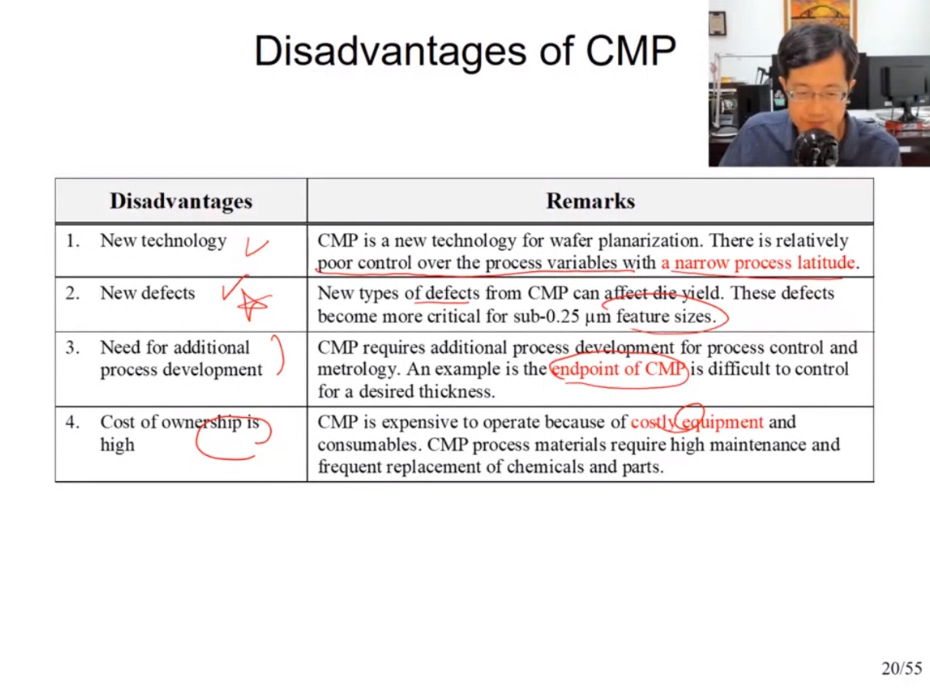 Disadvantages of CMP
Disadvantages
Remarks
1. New technology
CMP is a new technology for wafer planarization. There is relatively
poor control over the process variables with a narrow process latitude.
2. New defects
New types of defects from CMP can affect die yield. These defects
become more critical for sub-0.25 µm feature sizes.
3. Need for additional
process development
CMP requires additional process development for process control and
metrology. An example is the endpoint of CMP is difficult to control
for a desired thickness.
4. Cost of ownership is
high
CMP is expensive to operate because of costly equipment and
consumables. CMP process materials require high maintenance and
frequent replacement of chemicals and parts.
20/55